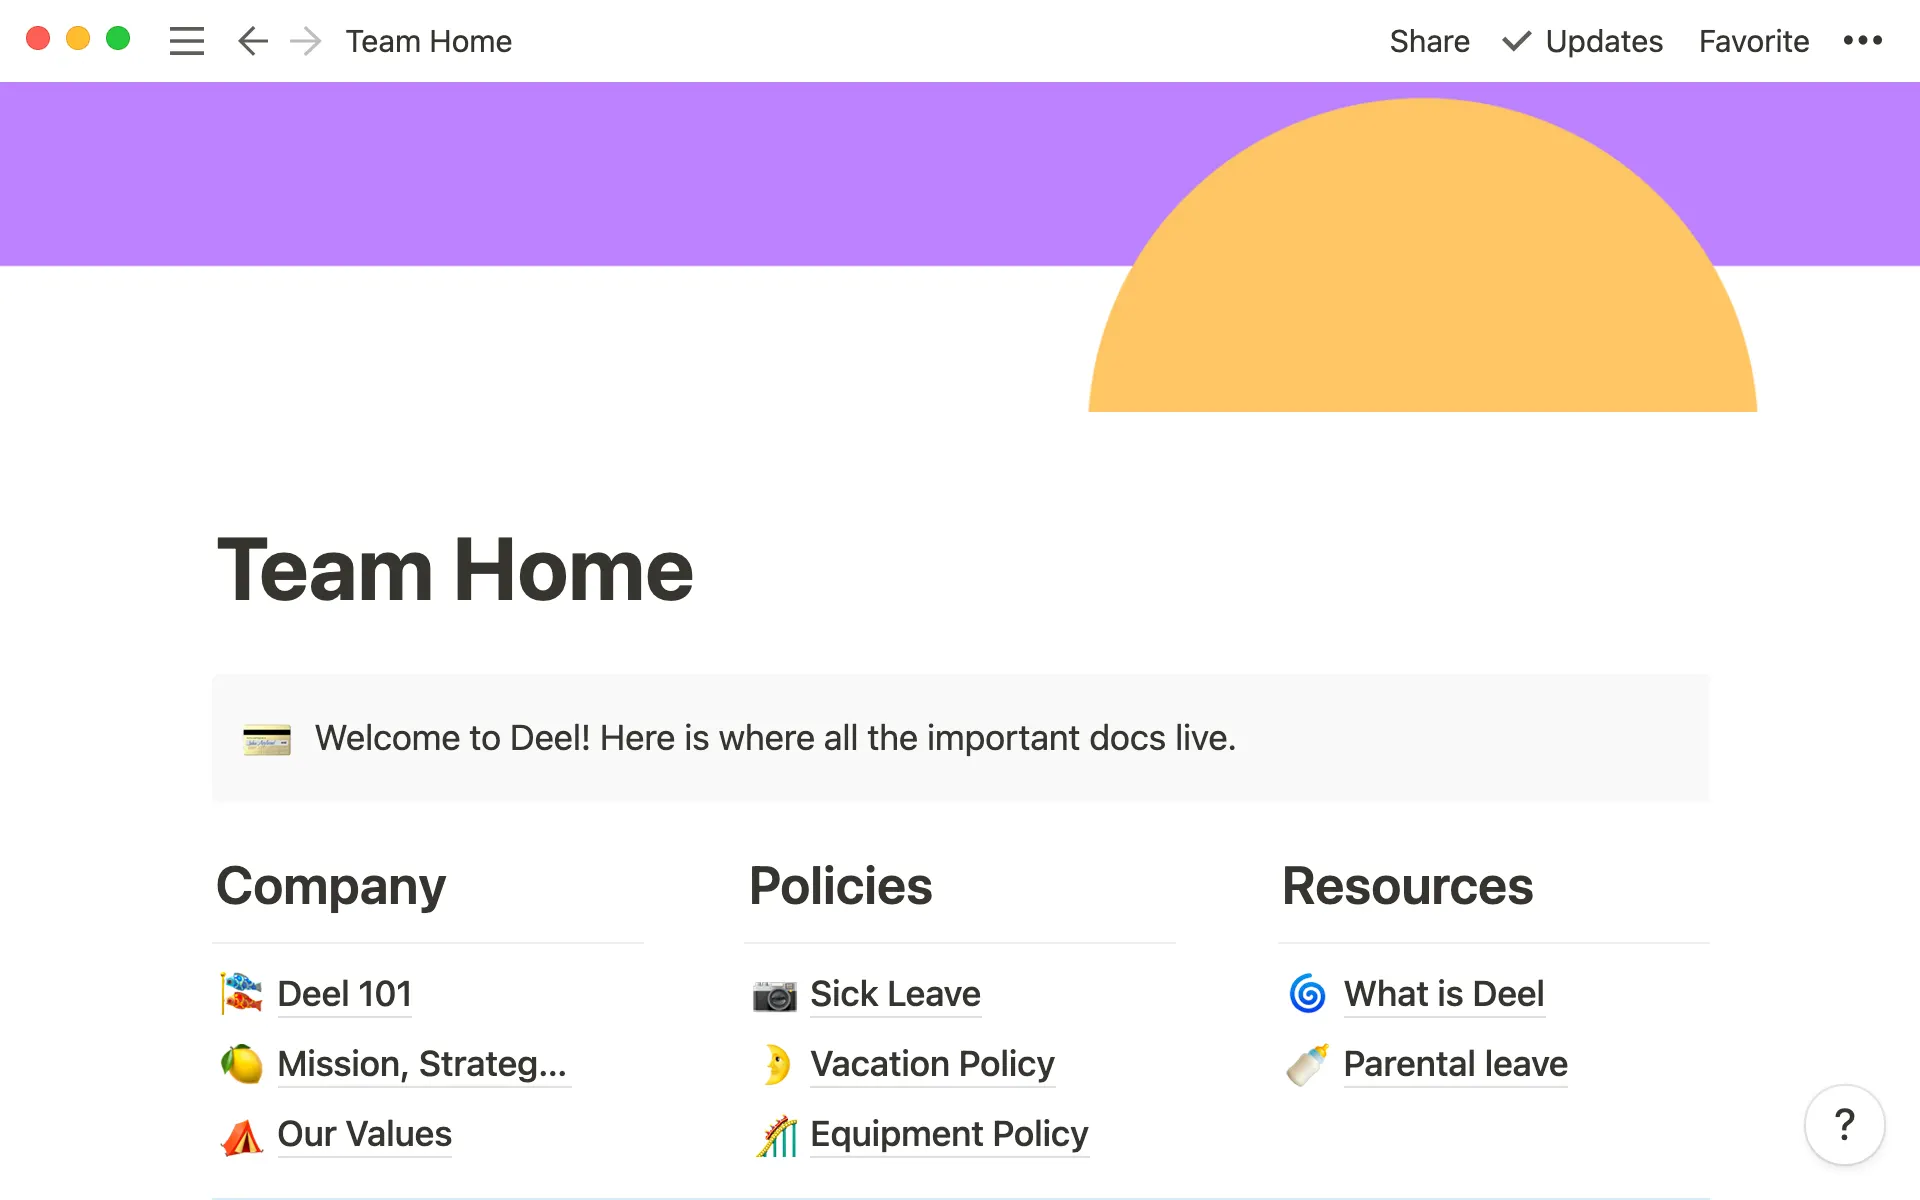 Team Home
Share
Updates
Favorite
Team Home
Welcome to Deel! Here is where all the important docs live.
Company
Deel 101
Mission, Strateg...
Our Values
Policies
Sick Leave
Vacation Policy
Equipment Policy
Resources
What is Deel
Parental leave
?